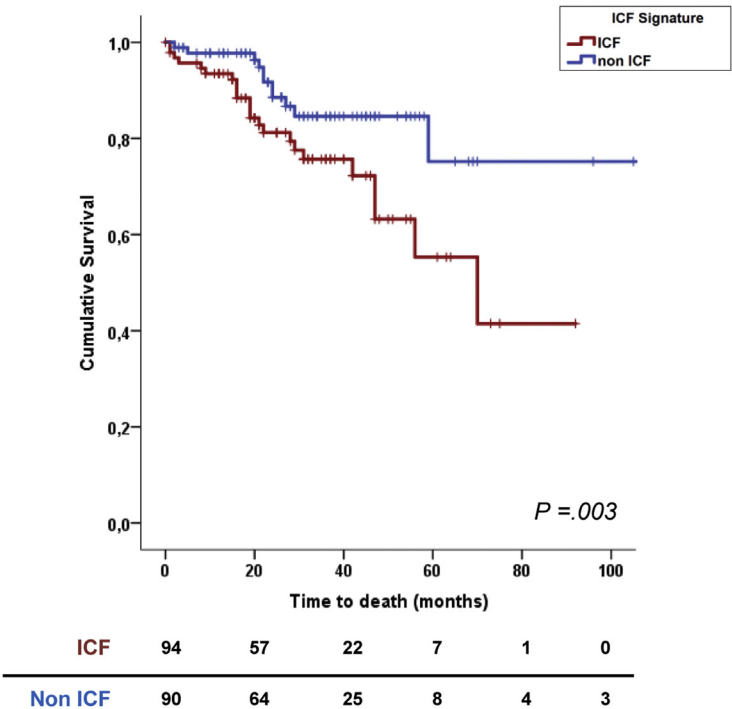 ICF Signature
ICF
non ICF
1,0
0,8
0,6
0,4
0,2
0,0
Cumulative Survival
P =.003
0 20 40 60 80 100
Time to death (months)
ICF 94 57 22 7 1 0
Non ICF 90 64 25 8 4 3